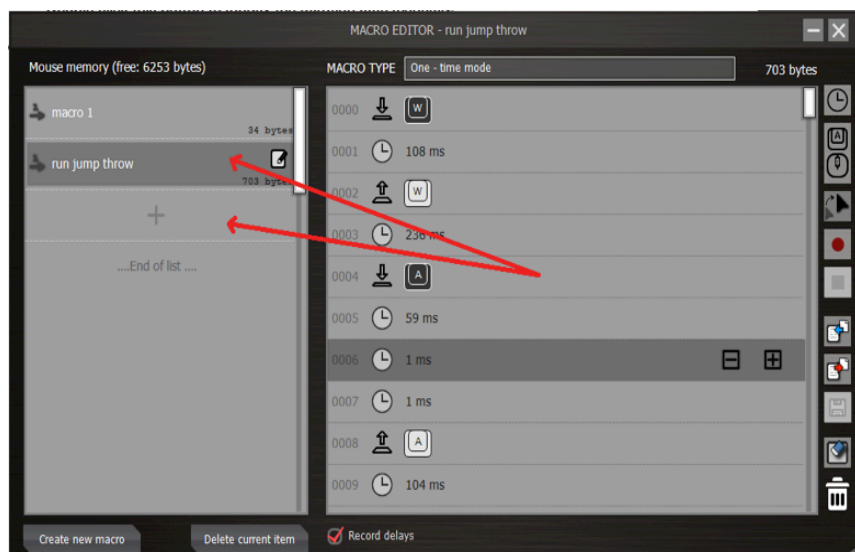 MACRO EDITOR - run jump throw
Mouse memory (free: 6253 bytes)
MACRO TYPE One - time mode 703 bytes
macro 1
34 bytes
run jump throw
703 bytes
....End of list ....
0000 W
0001 108 ms
0002 W
0003 236 ms
0004 A
0005 59 ms
0006 1 ms
0007 1 ms
0008 A
0009 104 ms
A
Create new macro
Delete current item
Record delays